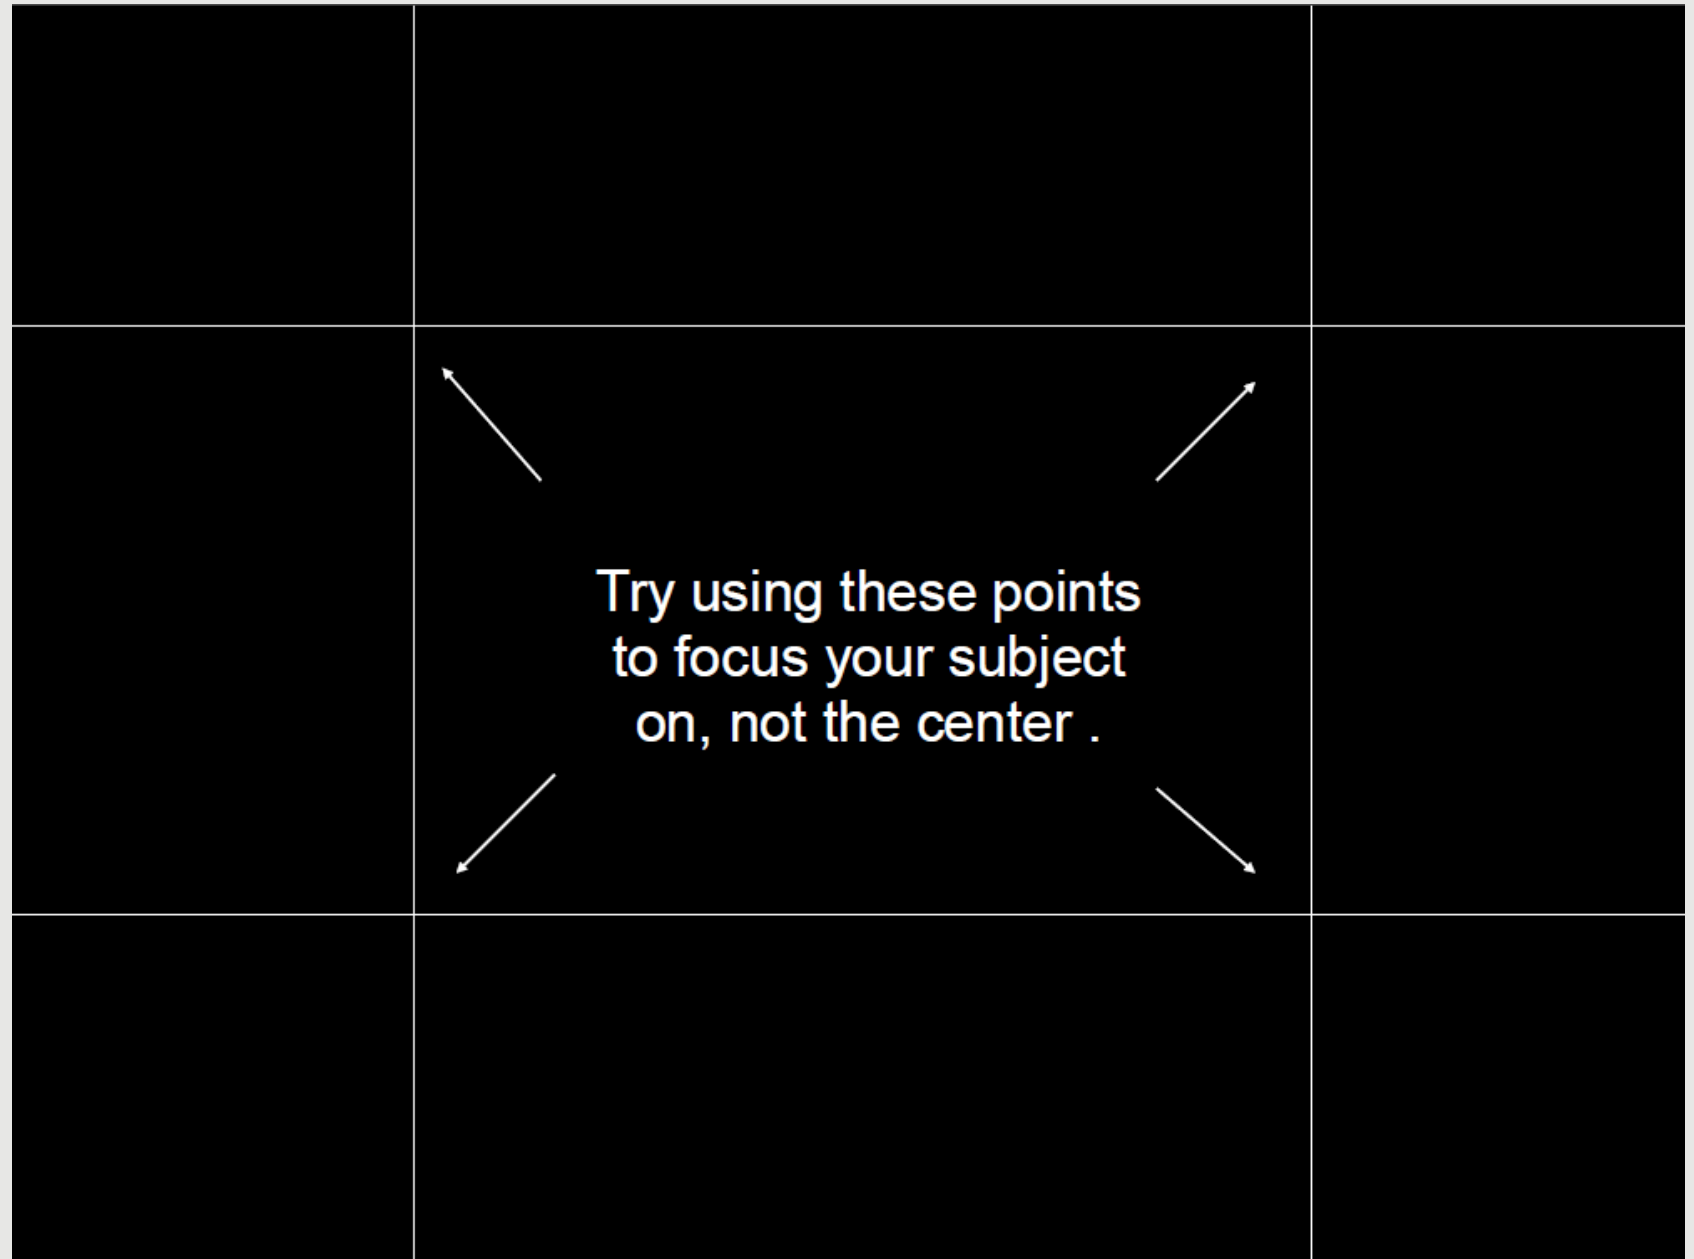 Try using these points
to focus your subject
on, not the center .